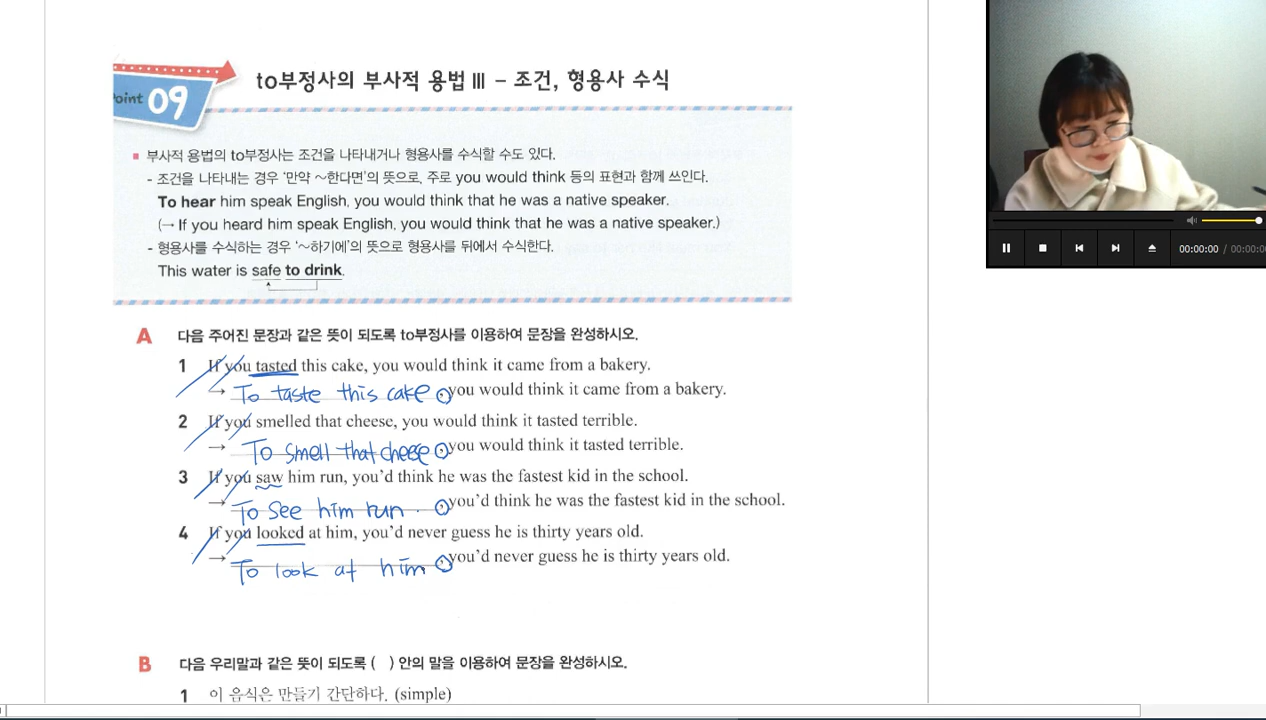 Point 09 to부정사의 부사적 용법 Ⅲ – 조건, 형용사 수식
■ 부사적 용법의 to부정사는 조건을 나타내거나 형용사를 수식할 수도 있다.
- 조건을 나타내는 경우 ‘만약 ~한다면’의 뜻으로, 주로 you would think 등의 표현과 함께 쓰인다.
To hear him speak English, you would think that he was a native speaker.
(→ If you heard him speak English, you would think that he was a native speaker.)
- 형용사를 수식하는 경우 ‘~하기에’의 뜻으로 형용사를 뒤에서 수식한다.
This water is safe to drink.
A 다음 주어진 문장과 같은 뜻이 되도록 to부정사를 이용하여 문장을 완성하시오.
1 If you tasted this cake, you would think it came from a bakery.
→ To taste this cake , you would think it came from a bakery.
2 If you smelled that cheese, you would think it tasted terrible.
→ To smell that cheese , you would think it tasted terrible.
3 If you saw him run, you’d think he was the fastest kid in the school.
→ To see him run . , you’d think he was the fastest kid in the school.
4 If you looked at him, you’d never guess he is thirty years old.
→ To look at him , you’d never guess he is thirty years old.
B 다음 우리말과 같은 뜻이 되도록 ( ) 안의 말을 이용하여 문장을 완성하시오.
1 이 음식은 만들기 간단하다. (simple)
00:00:00 / 00:00:0